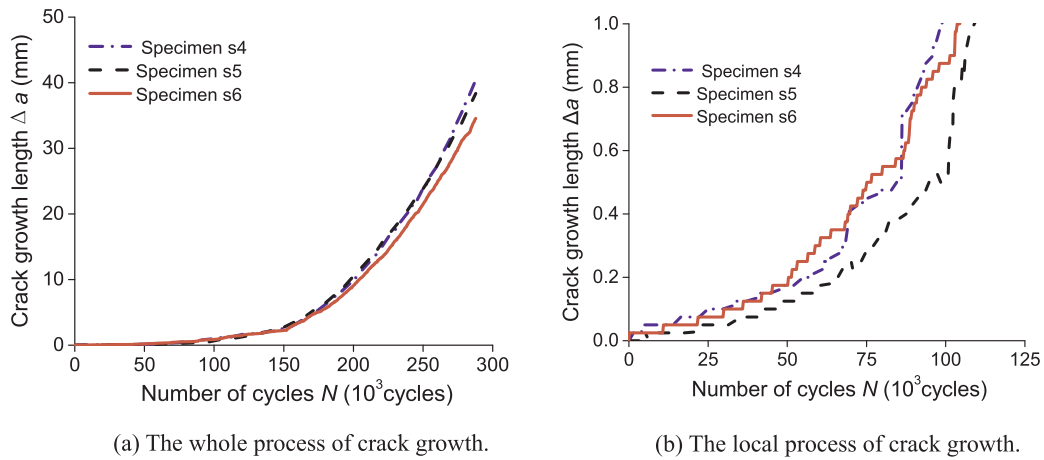 50
40
30
20
10
0
Crack growth length Δ a (mm)
Specimen s4
Specimen s5
Specimen s6
0 50 100 150 200 250 300
Number of cycles N (10³cycles)
(a) The whole process of crack growth.
1.0
0.8
0.6
0.4
0.2
0.0
Crack growth length Δa (mm)
Specimen s4
Specimen s5
Specimen s6
0 25 50 75 100 125
Number of cycles N (10³cycles)
(b) The local process of crack growth.